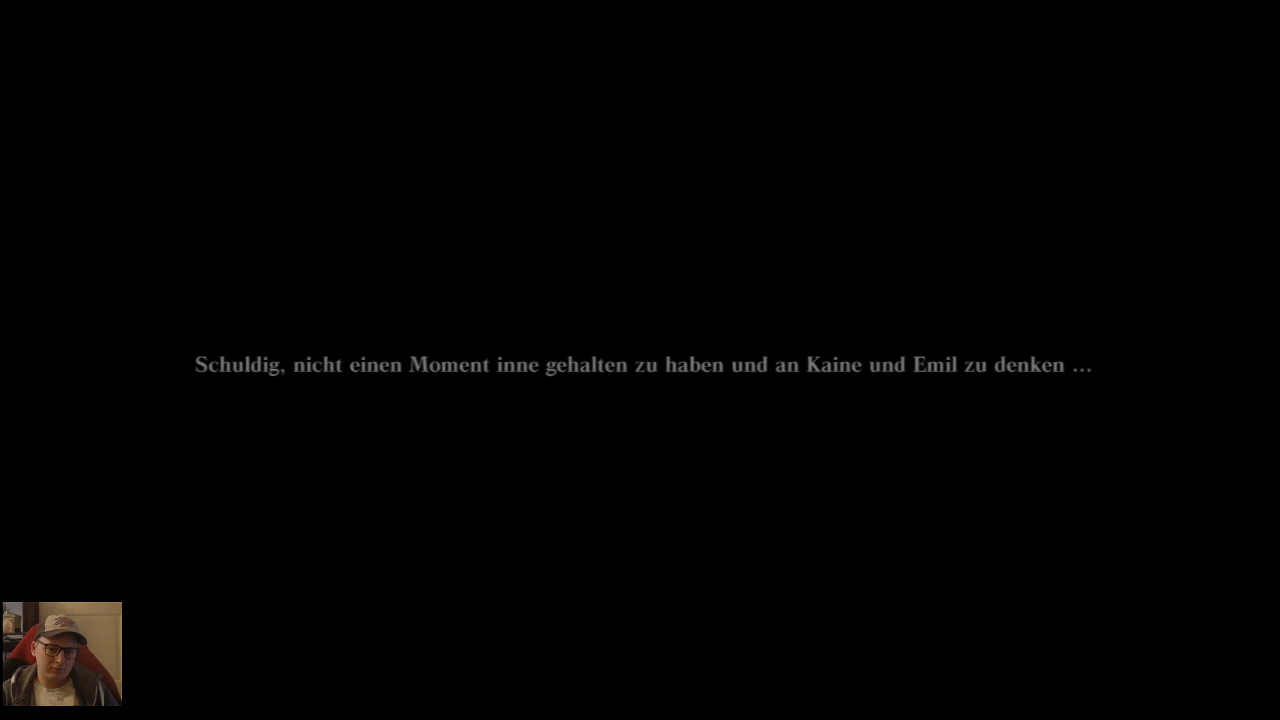 Schuldig, nicht einen Moment inne gehalten zu haben und an Kaine und Emil zu denken ...